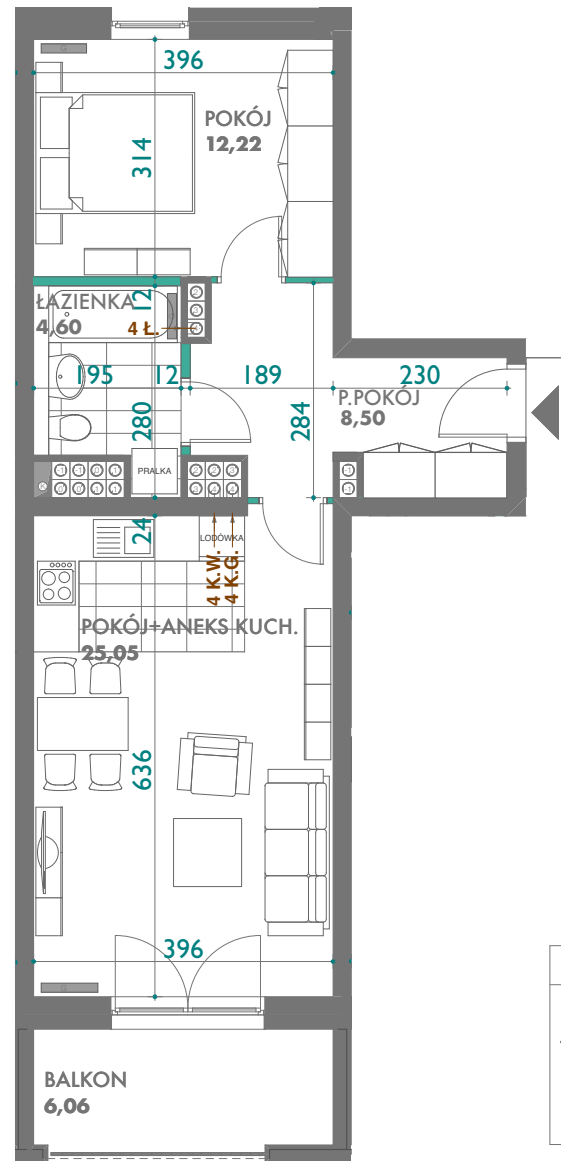 G
396
POKÓJ
12,22
314
ŁAZIENKA
4,60
12
4 Ł.
195
12
189
230
P.POKÓJ
8,50
280
284
PRALKA
24
LODÓWKA
4 K.W.
4 K.G.
POKÓJ+ANEKS KUCH.
25,05
636
396
G
BALKON
6,06